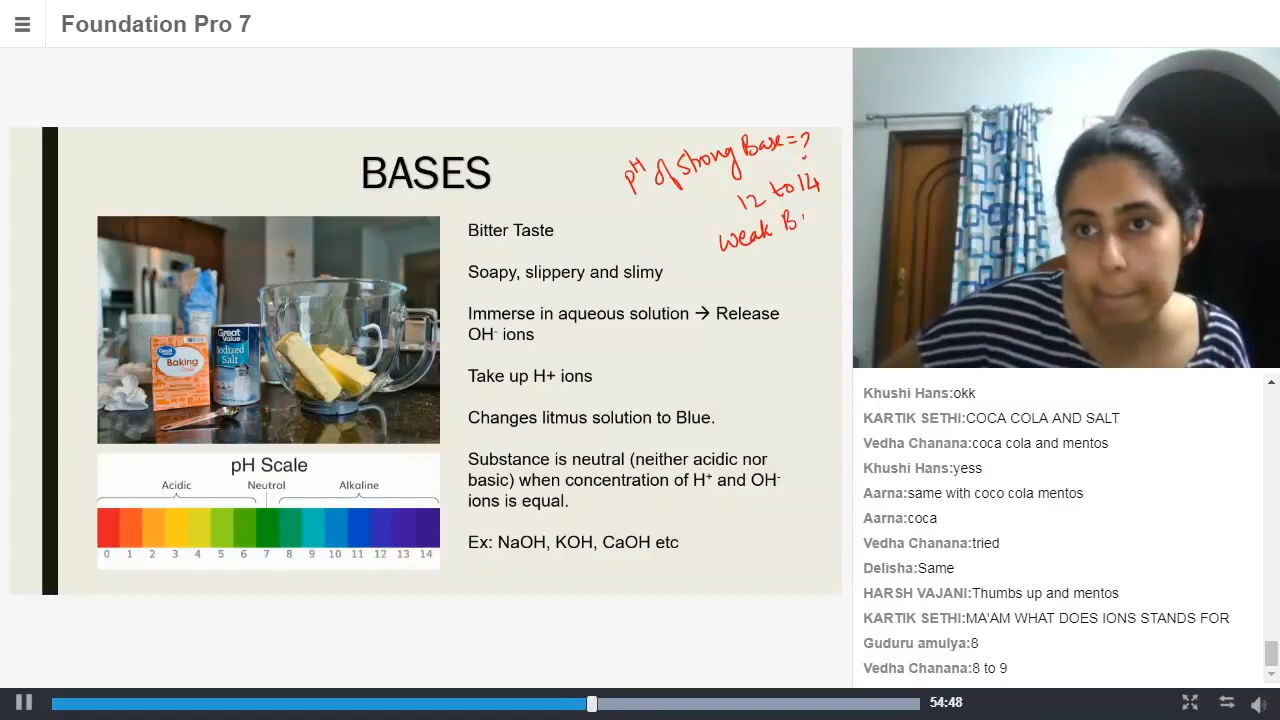 Foundation Pro 7
BASES
pH of Strong Base = ?
12 to 14
weak B
Bitter Taste
Soapy, slippery and slimy
Immerse in aqueous solution → Release
OH⁻ ions
Take up H+ ions
Changes litmus solution to Blue.
Substance is neutral (neither acidic nor
basic) when concentration of H⁺ and OH⁻
ions is equal.
Ex: NaOH, KOH, CaOH etc
Baking
Great
Value
Iodized
Salt
pH Scale
Acidic Neutral Alkaline
0 1 2 3 4 5 6 7 8 9 10 11 12 13 14
Khushi Hans:okk
KARTIK SETHI:COCA COLA AND SALT
Vedha Chanana:coca cola and mentos
Khushi Hans:yess
Aarna:same with coco cola mentos
Aarna:coca
Vedha Chanana:tried
Delisha:Same
HARSH VAJANI:Thumbs up and mentos
KARTIK SETHI:MA'AM WHAT DOES IONS STANDS FOR
Guduru amulya:8
Vedha Chanana:8 to 9
54:48